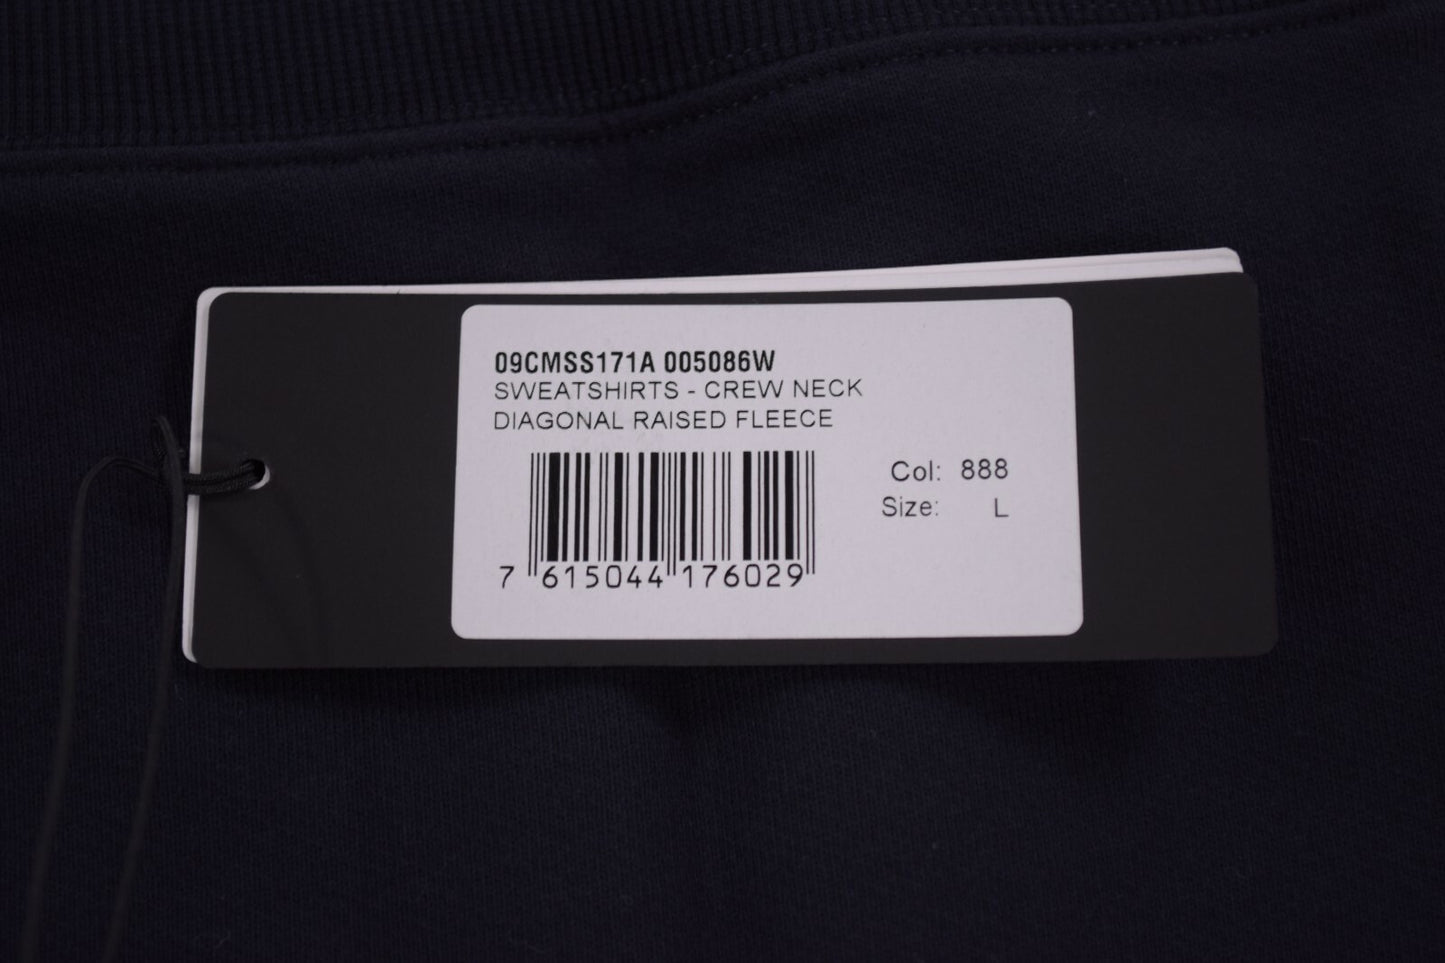 09CMSS171A 005086W
SWEATSHIRTS - CREW NECK
DIAGONAL RAISED FLEECE
Col: 888
Size: L
7 615044 176029